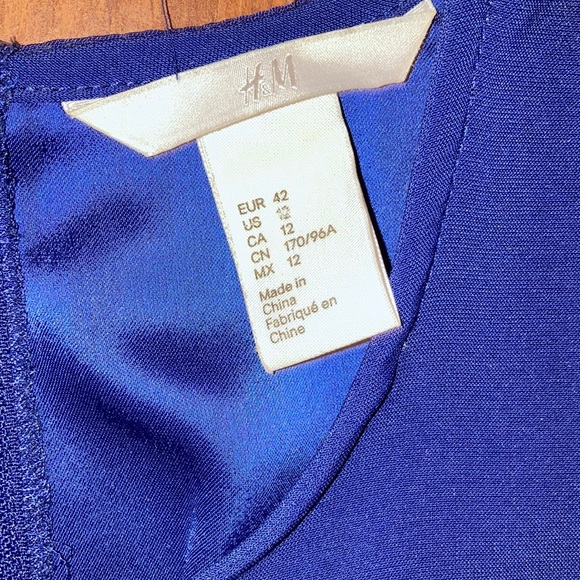 H&M
EUR 42
US 12
CA 12
CN 170/96A
MX 12
Made in
China
Fabriqué en
Chine